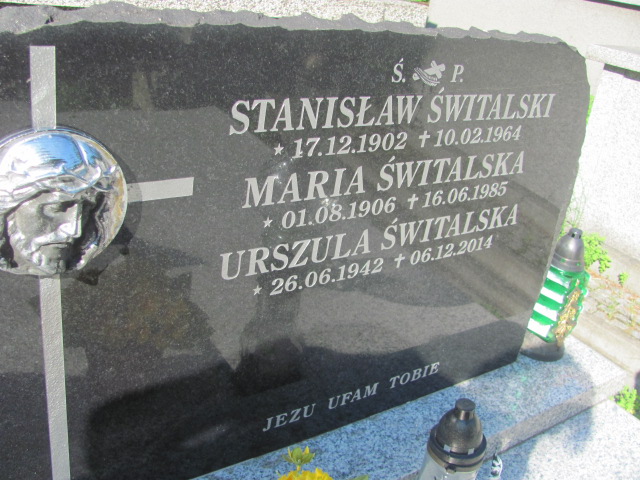 Ś. P.
STANISŁAW ŚWITALSKI
★ 17.12.1902 ✝ 10.02.1964
MARIA ŚWITALSKA
★ 01.08.1906 ✝ 16.06.1985
URSZULA ŚWITALSKA
★ 26.06.1942 ✝ 06.12.2014
JEZU UFAM TOBIE